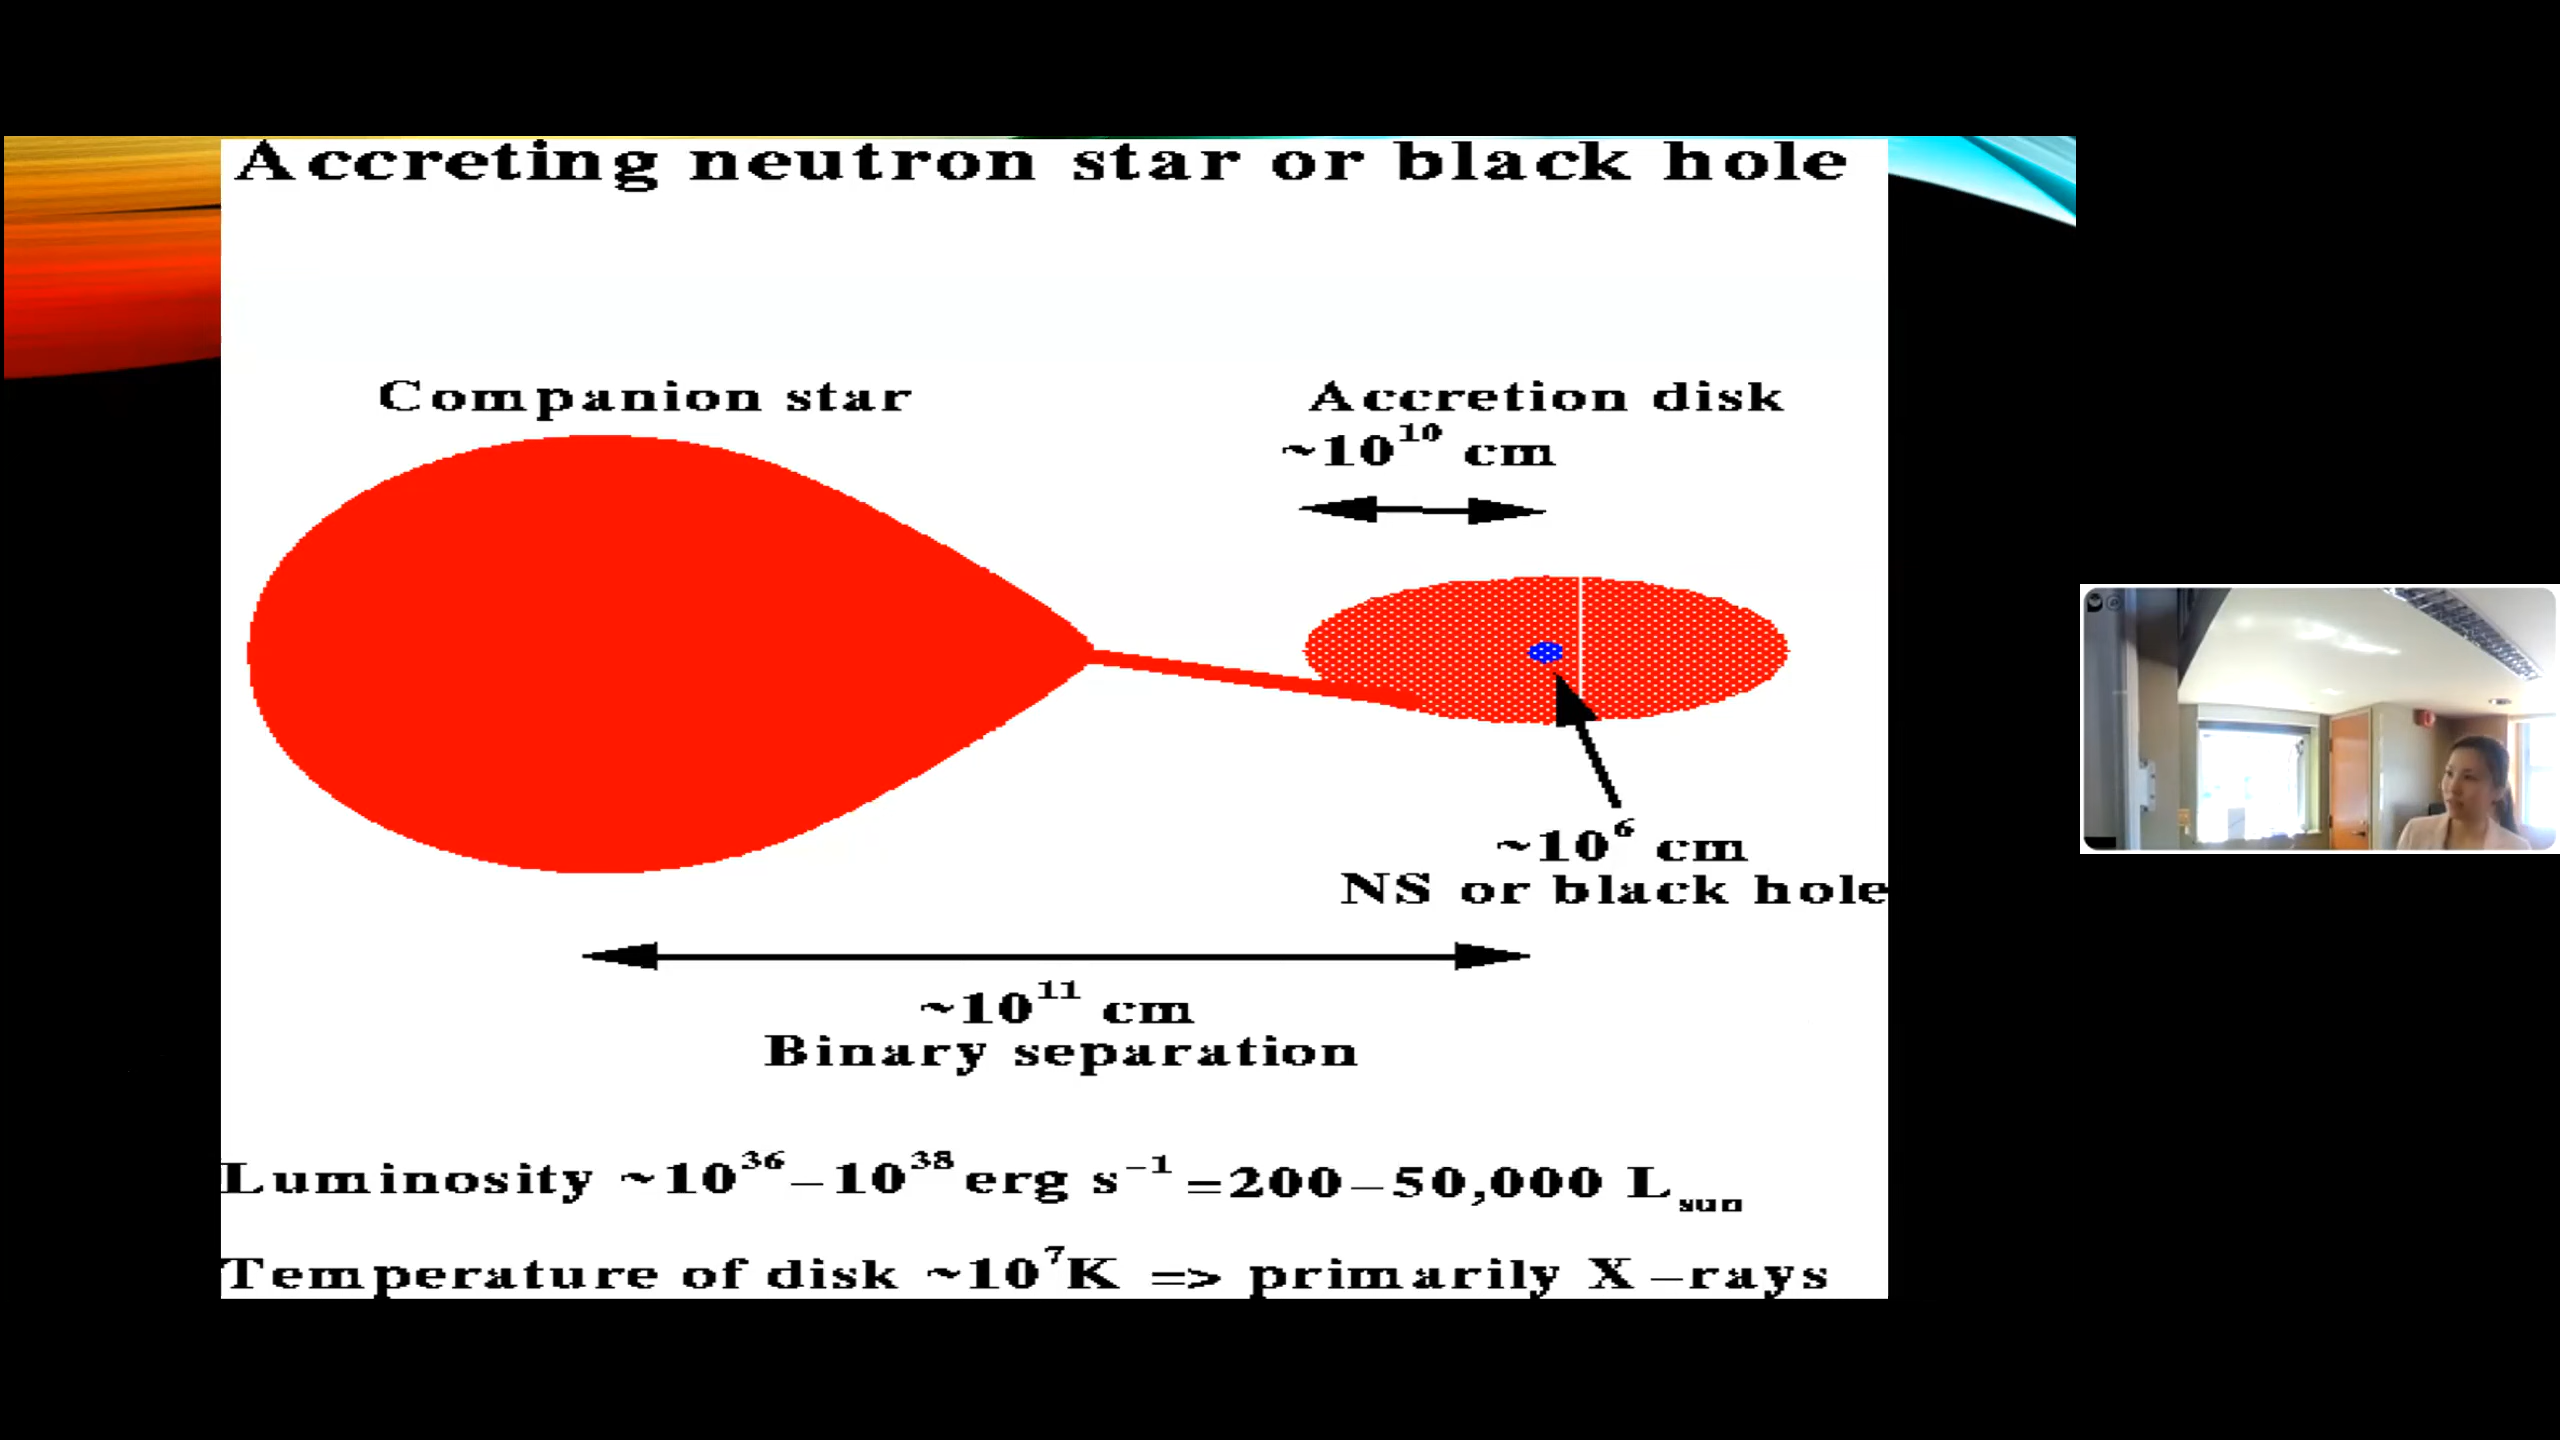 Accreting neutron star or black hole
Companion star
Accretion disk
~10¹⁰ cm
~10⁶ cm
NS or black hole
~10¹¹ cm
Binary separation
Luminosity ~10³⁶–10³⁸ erg s⁻¹ =200–50,000 L_sun
Temperature of disk ~10⁷K => primarily X–rays